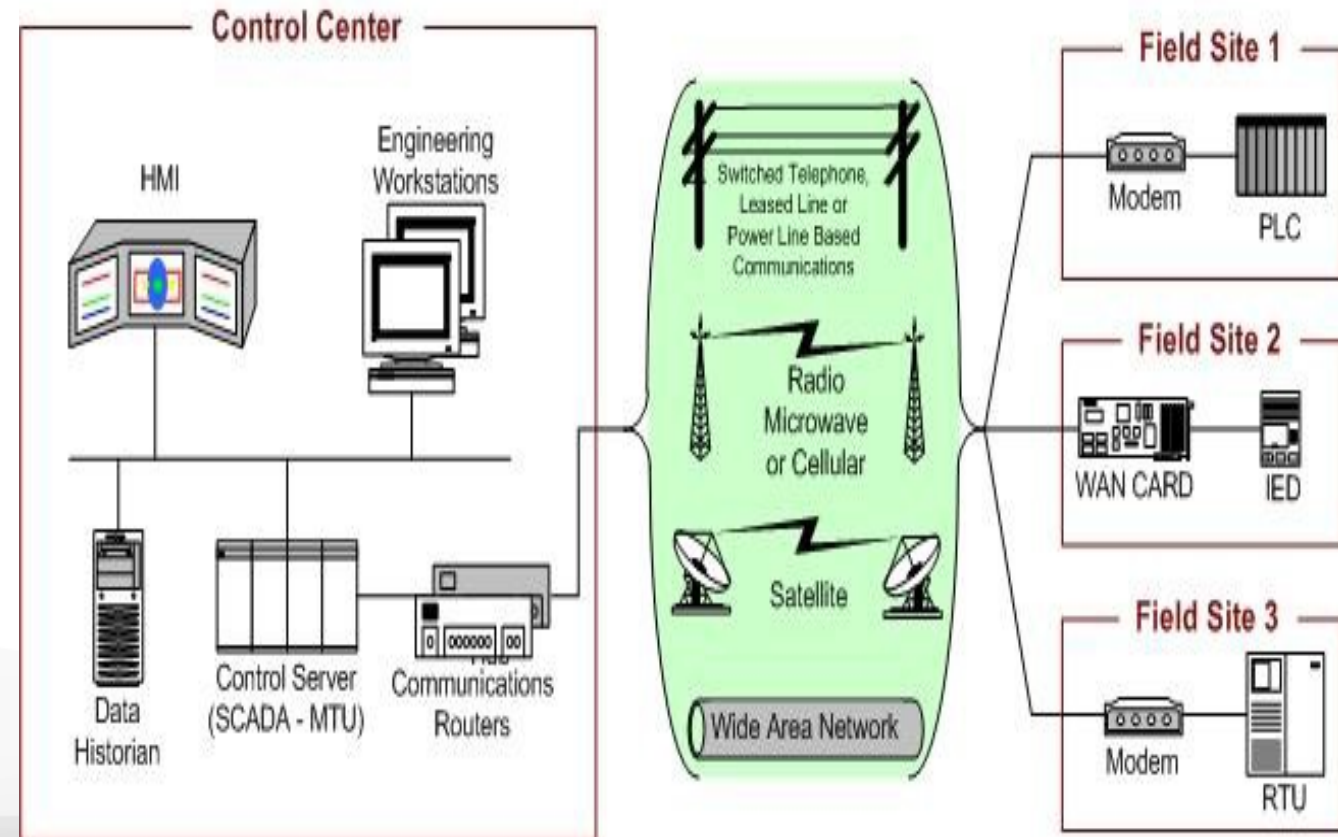 Control Center
HMI
Engineering
Workstations
Data
Historian
Control Server
(SCADA - MTU)
Communications
Routers
Switched Telephone,
Leased Line or
Power Line Based
Communications
Radio
Microwave
or Cellular
Satellite
Wide Area Network
Field Site 1
Modem
PLC
Field Site 2
WAN CARD
IED
Field Site 3
Modem
RTU